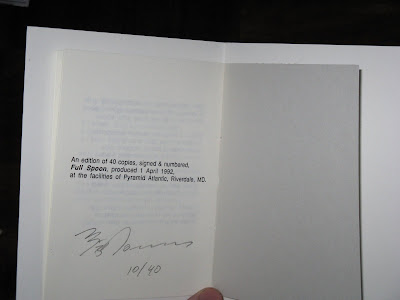 An edition of 40 copies, signed & numbered,
Full Spoon, produced 1 April 1992,
at the facilities of Pyramid Atlantic, Riverdale, MD.
10/40